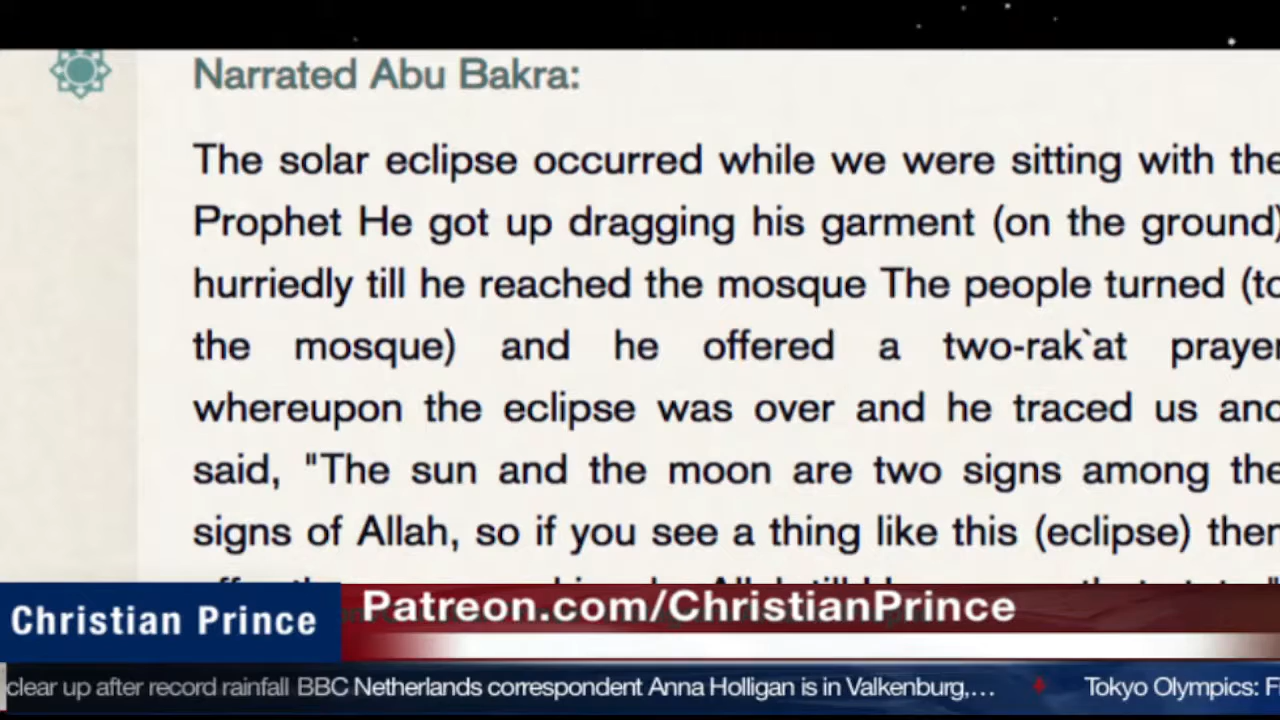 Narrated Abu Bakra:
The solar eclipse occurred while we were sitting with the
Prophet He got up dragging his garment (on the ground)
hurriedly till he reached the mosque The people turned (to
the mosque) and he offered a two-rak`at prayer
whereupon the eclipse was over and he traced us and
said, "The sun and the moon are two signs among the
signs of Allah, so if you see a thing like this (eclipse) then
Christian Prince
Patreon.com/ChristianPrince
clear up after record rainfall BBC Netherlands correspondent Anna Holligan is in Valkenburg,… Tokyo Olympics: